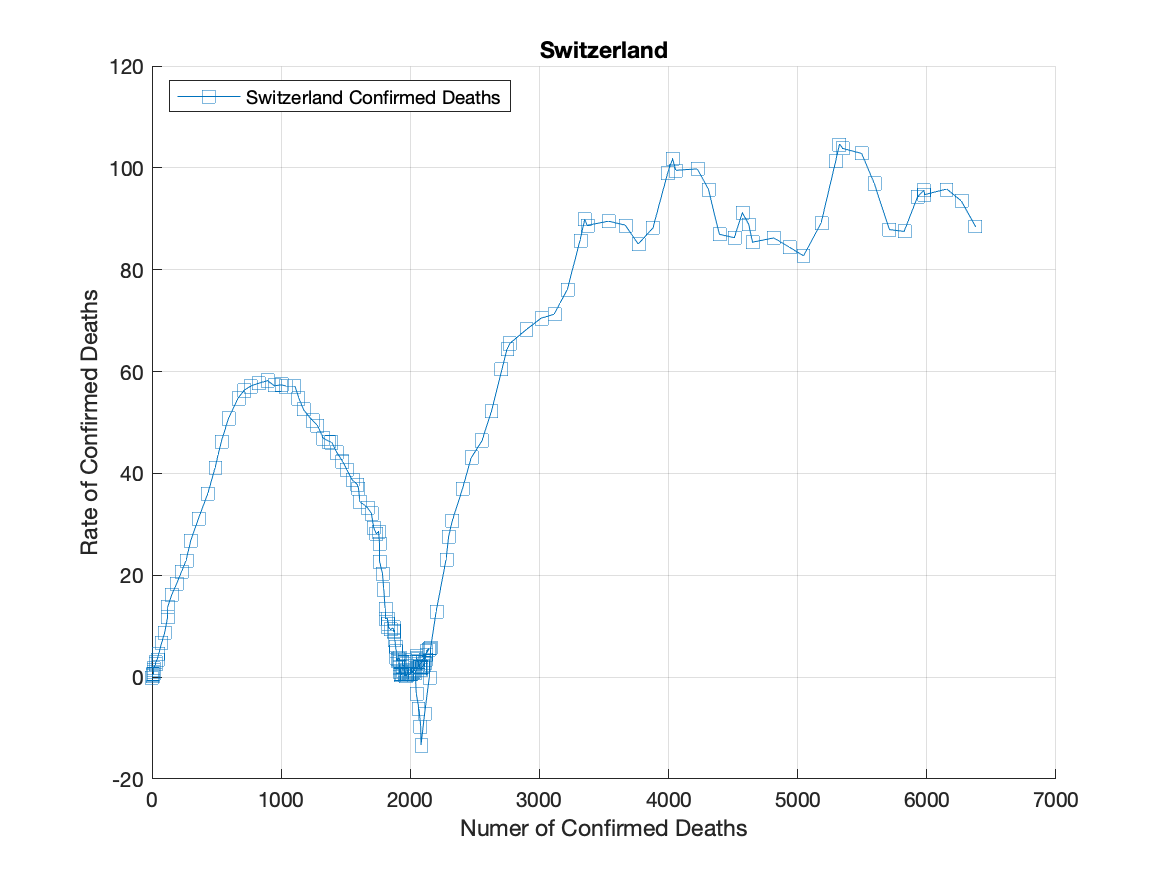 Switzerland
Switzerland Confirmed Deaths
120
100
80
60
40
20
0
-20
Rate of Confirmed Deaths
0 1000 2000 3000 4000 5000 6000 7000
Numer of Confirmed Deaths